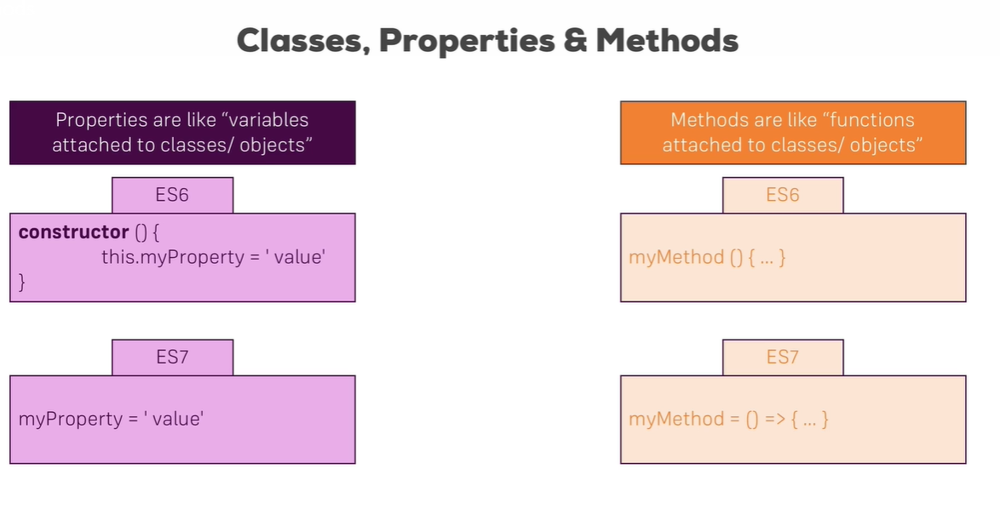 Classes, Properties & Methods
Properties are like “variables
attached to classes/ objects”
ES6
constructor () {
this.myProperty = ' value'
}
ES7
myProperty = ' value'
Methods are like “functions
attached to classes/ objects”
ES6
myMethod () { ... }
ES7
myMethod = () => { ... }